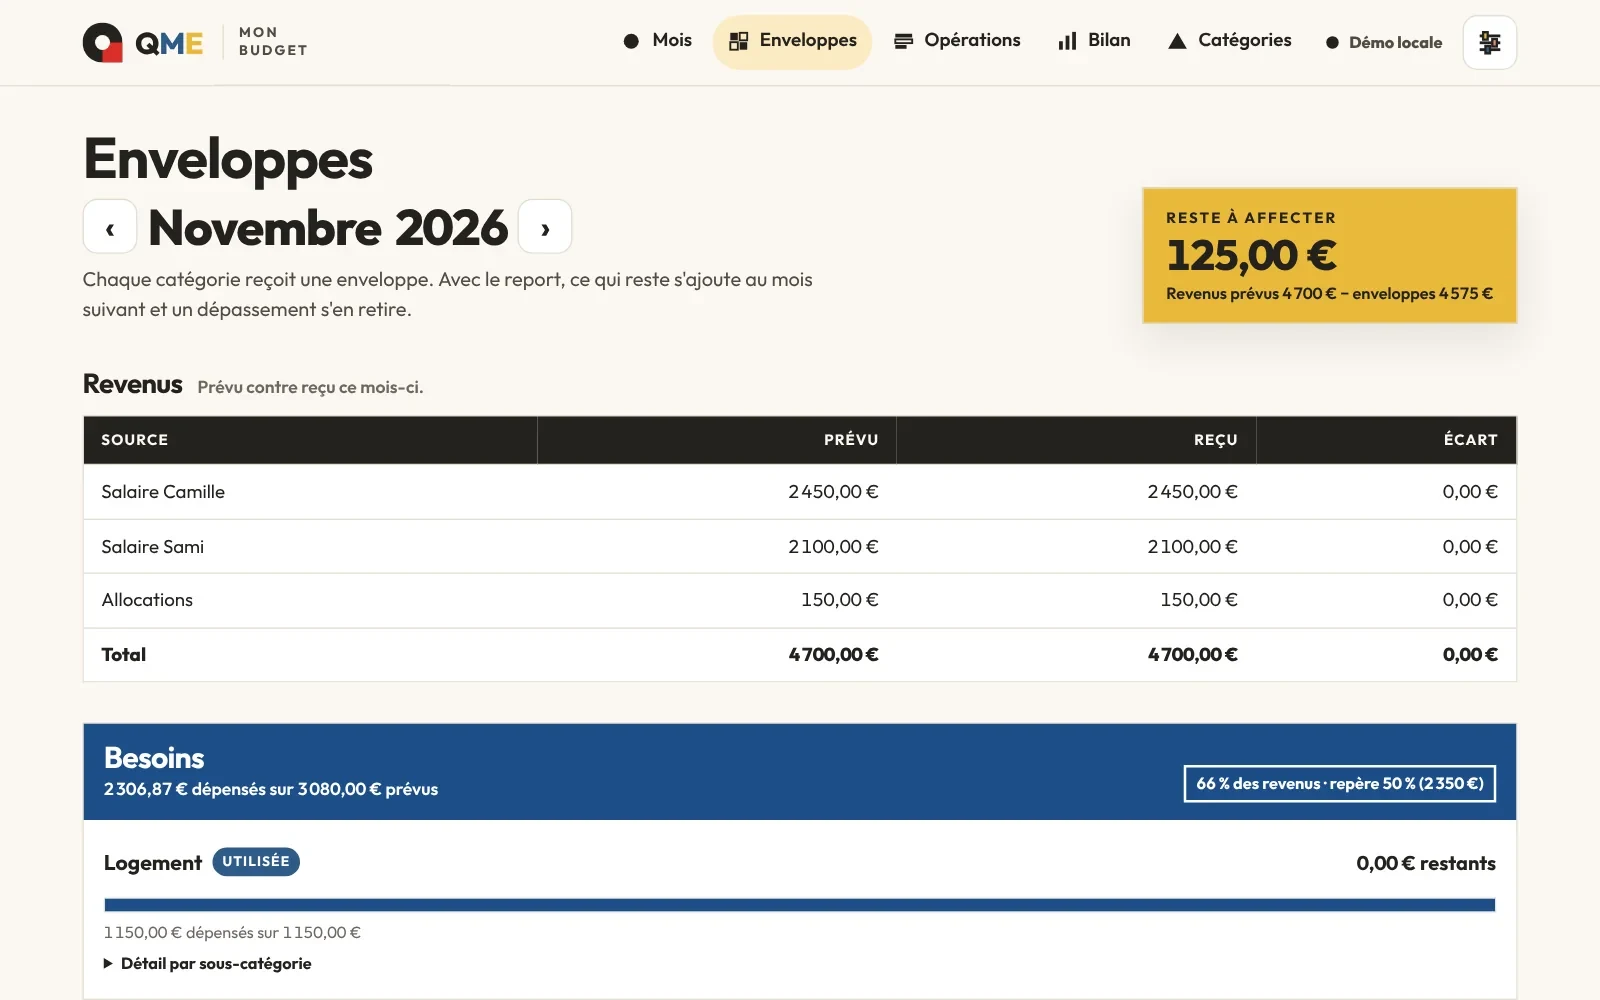 QME
MON
BUDGET
Mois
Enveloppes
Opérations
Bilan
Catégories
Démo locale
Enveloppes
‹ Novembre 2026 ›
Chaque catégorie reçoit une enveloppe. Avec le report, ce qui reste s'ajoute au mois
suivant et un dépassement s'en retire.
RESTE À AFFECTER
125,00 €
Revenus prévus 4 700 € − enveloppes 4 575 €
Revenus Prévu contre reçu ce mois-ci.
SOURCE PRÉVU REÇU ÉCART
Salaire Camille 2 450,00 € 2 450,00 € 0,00 €
Salaire Sami 2 100,00 € 2 100,00 € 0,00 €
Allocations 150,00 € 150,00 € 0,00 €
Total 4 700,00 € 4 700,00 € 0,00 €
Besoins
2 306,87 € dépensés sur 3 080,00 € prévus
66 % des revenus · repère 50 % (2 350 €)
Logement UTILISÉE 0,00 € restants
1 150,00 € dépensés sur 1 150,00 €
▶ Détail par sous-catégorie